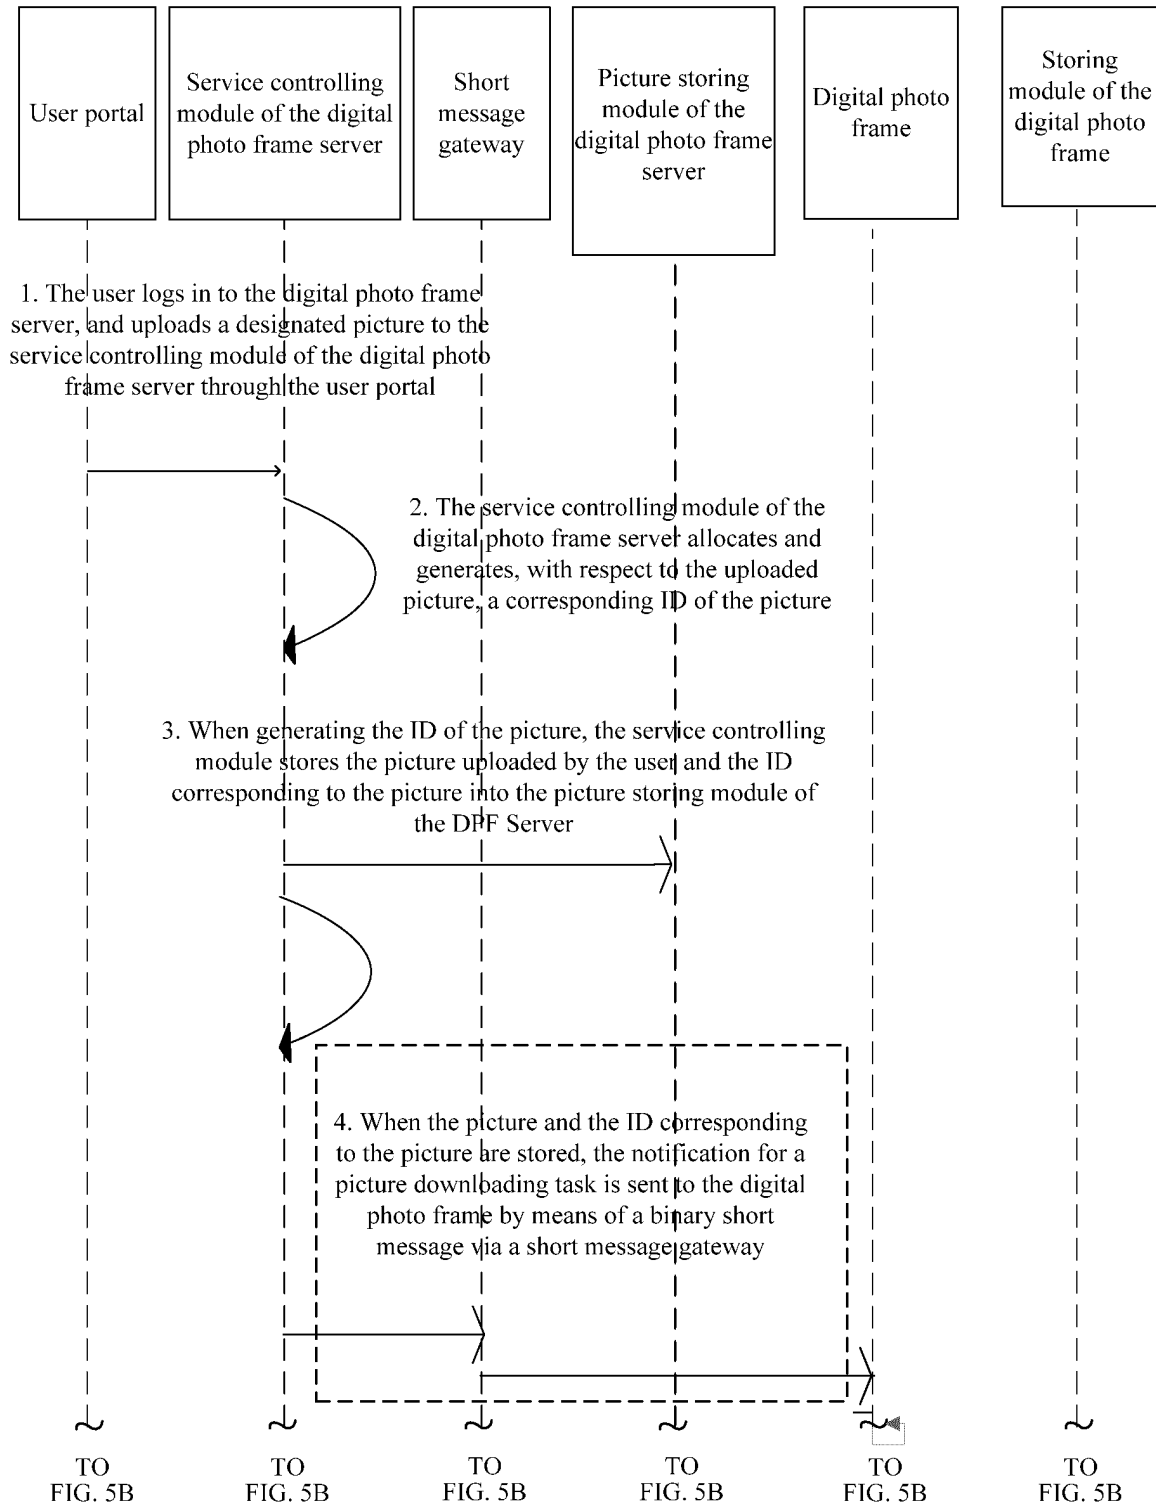 User portal
Service controlling
module of the digital
photo frame server
Short
message
gateway
Picture storing
module of the
digital photo frame
server
Digital photo
frame
Storing
module of the
digital photo
frame
1. The user logs in to the digital photo frame
server, and uploads a designated picture to the
service controlling module of the digital photo
frame server through the user portal
2. The service controlling module of the
digital photo frame server allocates and
generates, with respect to the uploaded
picture, a corresponding ID of the picture
3. When generating the ID of the picture, the service controlling
module stores the picture uploaded by the user and the ID
corresponding to the picture into the picture storing module of
the DPF Server
4. When the picture and the ID corresponding
to the picture are stored, the notification for a
picture downloading task is sent to the digital
photo frame by means of a binary short
message via a short message gateway
TO
FIG. 5B
TO
FIG. 5B
TO
FIG. 5B
TO
FIG. 5B
TO
FIG. 5B
TO
FIG. 5B